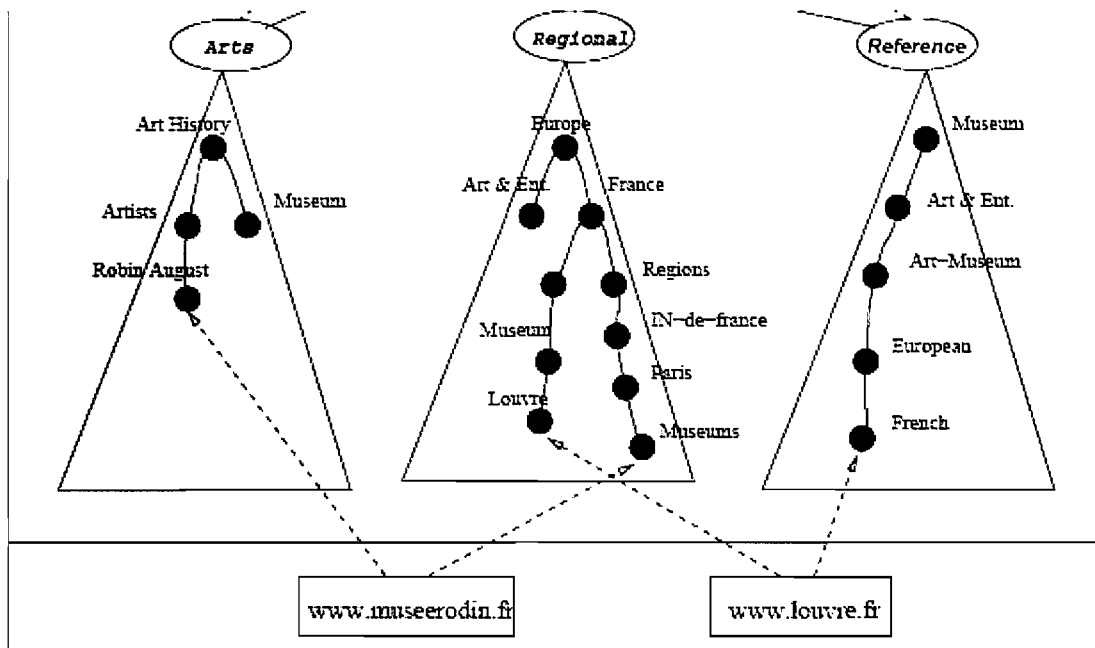 Arts
Regional
Reference
Art History
Europe
Museum
Art & Ent.
France
Artists
Museum
Art & Ent.
Robin August
Regions
Art-Museum
Museum
IN-de-france
European
Louvre
Paris
Museums
French
www.museerodin.fr
www.louvre.fr